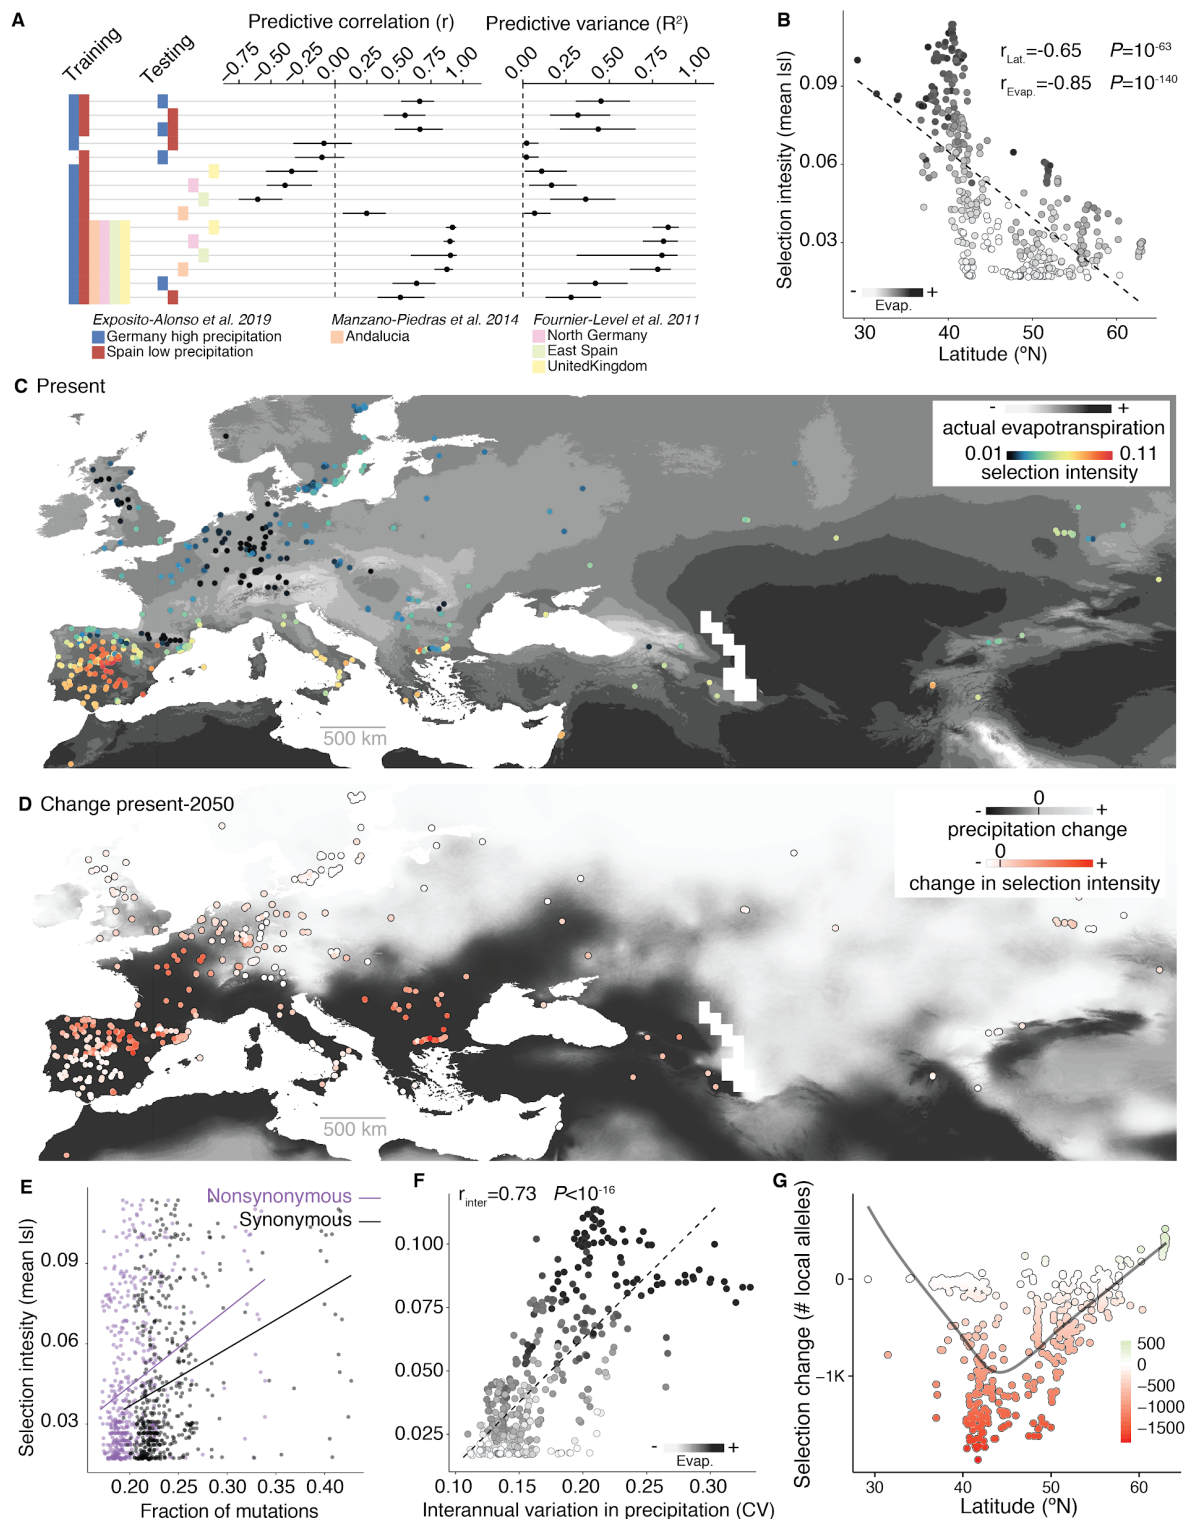 A
Predictive correlation (r)
Predictive variance (R²)
Training
Testing
−0.75
−0.50
−0.25
0.00
0.25
0.50
0.75
1.00
0.00
0.25
0.50
0.75
1.00
Exposito-Alonso et al. 2019
Germany high precipitation
Spain low precipitation
Manzano-Piedras et al. 2014
Andalucia
Fournier-Level et al. 2011
North Germany
East Spain
UnitedKingdom
B
Selection intesity (mean |s|)
0.09
0.06
0.03
rLat.=-0.65 P=10-63
rEvap.=-0.85 P=10-140
- +
Evap.
30 40 50 60
Latitude (ºN)
C Present
- +
actual evapotranspiration
0.01 0.11
selection intensity
500 km
D Change present-2050
0
- +
precipitation change
0
- +
change in selection intensity
500 km
E
Selection intesity (mean |s|)
Nonsynonymous
Synonymous
0.09
0.06
0.03
0.20 0.25 0.30 0.35 0.40
Fraction of mutations
F
rinter=0.73 P<10-16
0.100
0.075
0.050
0.025
- +
Evap.
0.10 0.15 0.20 0.25 0.30
Interannual variation in precipitation (CV)
G
Selection change (# local alleles)
0
−1K
500
0
−500
−1000
−1500
30 40 50 60
Latitude (ºN)